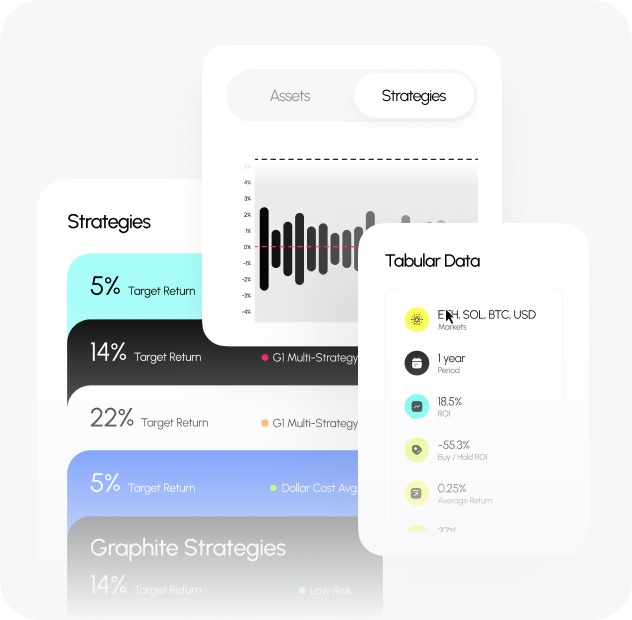 Assets
Strategies
4%
3%
2%
1%
0%
-1%
-2%
-3%
-4%
Strategies
5% Target Return
14% Target Return
G1 Multi-Strategy
22% Target Return
G1 Multi-Strategy
5% Target Return
Dollar Cost Avg.
Graphite Strategies
14% Target Return
Low Risk
Tabular Data
ETH, SOL, BTC, USD
Markets
1 year
Period
18.5%
ROI
-55.3%
Buy / Hold ROI
0.25%
Average Return